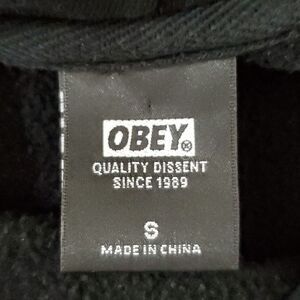 OBEY®
QUALITY DISSENT
SINCE 1989
S
MADE IN CHINA